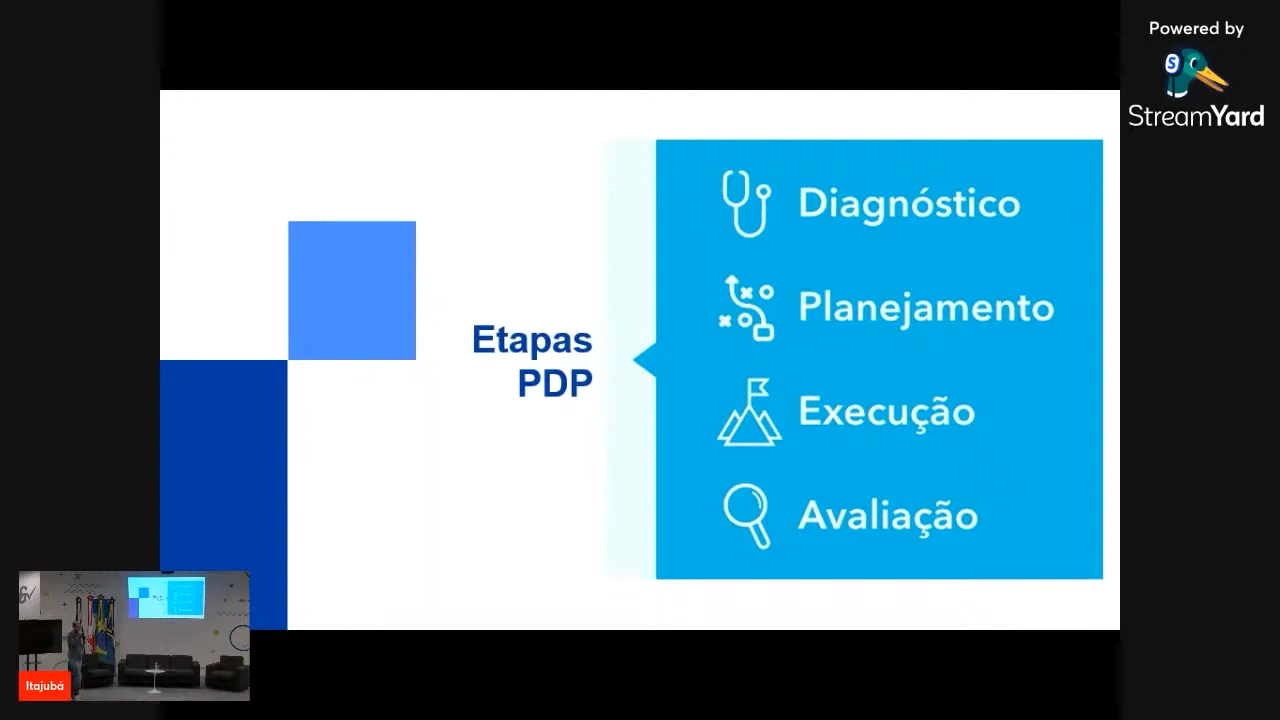 Powered by
StreamYard
Diagnóstico
Planejamento
Etapas
PDP
Execução
Avaliação
Itajubá